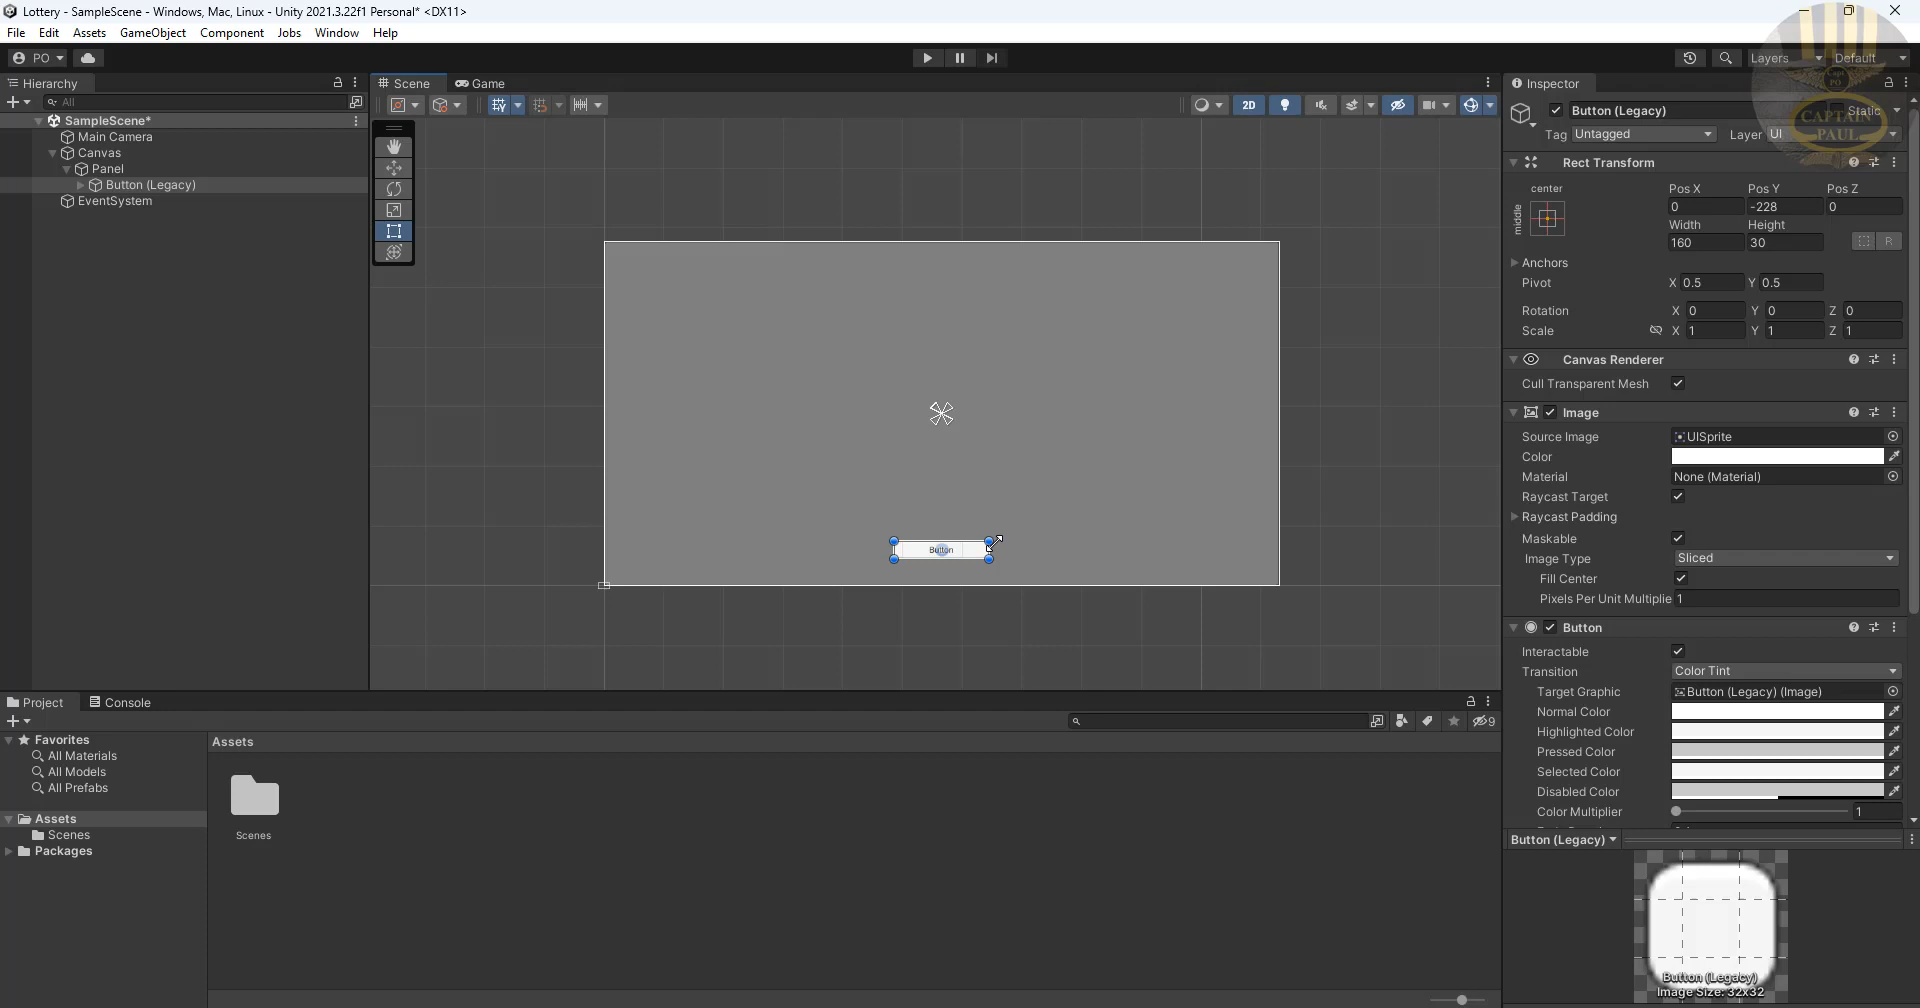 Lottery - SampleScene - Windows, Mac, Linux - Unity 2021.3.22f1 Personal* <DX11>
File Edit Assets GameObject Component Jobs Window Help
PO
Layers Default
Hierarchy
All
SampleScene*
Main Camera
Canvas
Panel
Button (Legacy)
EventSystem
Scene Game
2D
Button
Inspector
Button (Legacy) Static
Tag Untagged Layer UI
CAPTAIN
PAUL
Rect Transform
center
middle
Pos X Pos Y Pos Z
0 -228 0
Width Height
160 30
R
Anchors
Pivot X 0.5 Y 0.5
Rotation X 0 Y 0 Z 0
Scale X 1 Y 1 Z 1
Canvas Renderer
Cull Transparent Mesh
Image
Source Image UISprite
Color
Material None (Material)
Raycast Target
Raycast Padding
Maskable
Image Type Sliced
Fill Center
Pixels Per Unit Multiplie 1
Button
Interactable
Transition Color Tint
Target Graphic Button (Legacy) (Image)
Normal Color
Highlighted Color
Pressed Color
Selected Color
Disabled Color
Color Multiplier 1
Button (Legacy)
Button (Legacy)
Image Size: 32x32
Project Console
9
Favorites
All Materials
All Models
All Prefabs
Assets
Scenes
Packages
Assets
Scenes